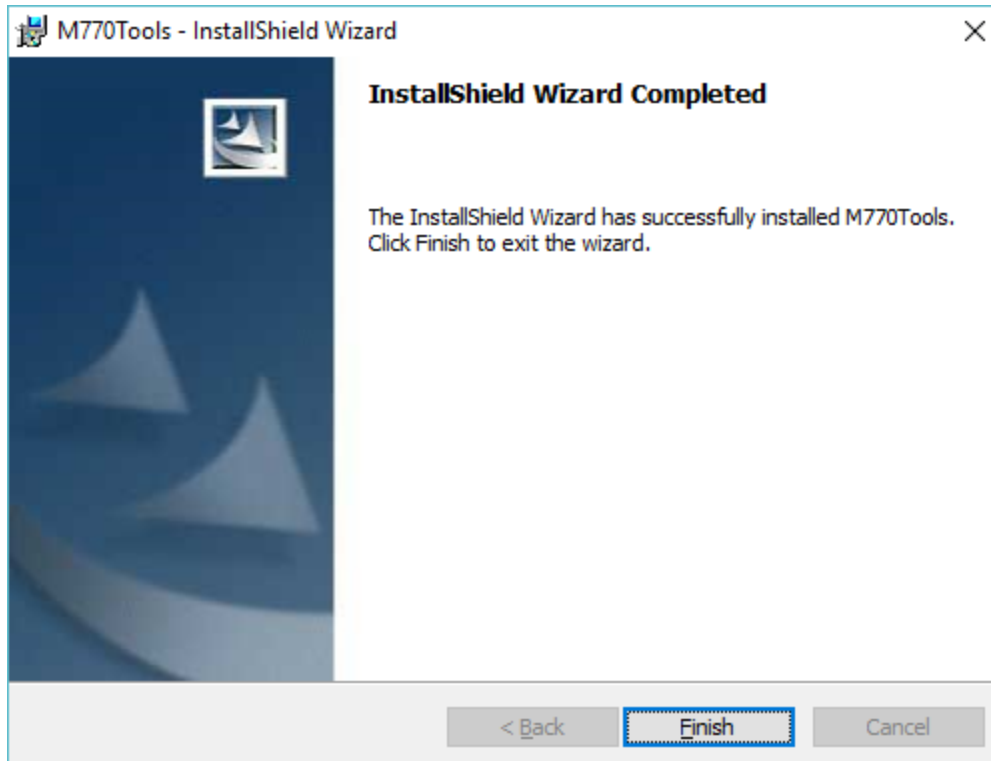 M770Tools - InstallShield Wizard
InstallShield Wizard Completed
The InstallShield Wizard has successfully installed M770Tools.
Click Finish to exit the wizard.
< Back
Finish
Cancel